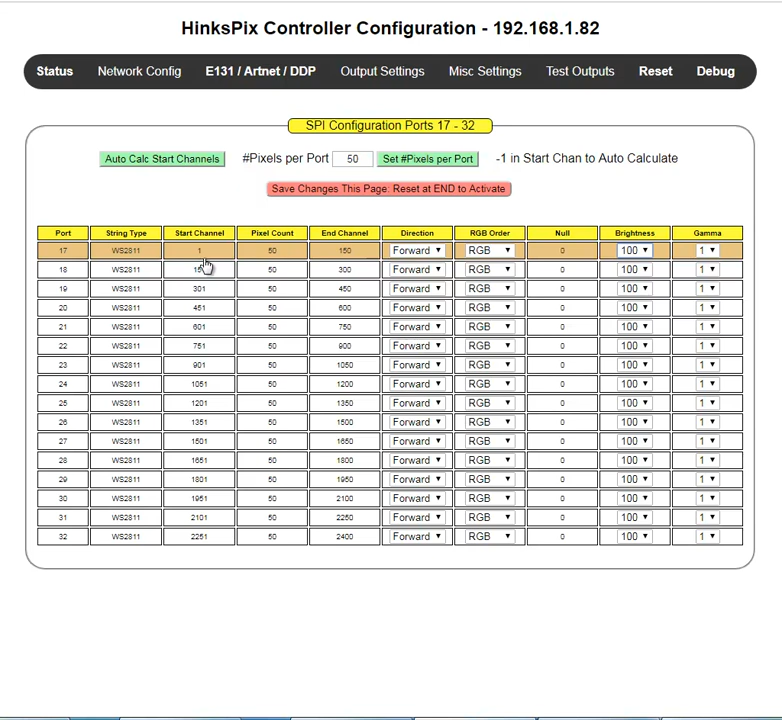 HinksPix Controller Configuration - 192.168.1.82
Status Network Config E131 / Artnet / DDP Output Settings Misc Settings Test Outputs Reset Debug
SPI Configuration Ports 17 - 32
Auto Calc Start Channels #Pixels per Port 50 Set #Pixels per Port -1 in Start Chan to Auto Calculate
Save Changes This Page: Reset at END to Activate
Port String Type Start Channel Pixel Count End Channel Direction RGB Order Null Brightness Gamma
17 WS2811 1 50 150 Forward RGB 0 100 1
18 WS2811 50 300 Forward RGB 0 100 1
19 WS2811 301 50 450 Forward RGB 0 100 1
20 WS2811 451 50 600 Forward RGB 0 100 1
21 WS2811 601 50 750 Forward RGB 0 100 1
22 WS2811 751 50 900 Forward RGB 0 100 1
23 WS2811 901 50 1050 Forward RGB 0 100 1
24 WS2811 1051 50 1200 Forward RGB 0 100 1
25 WS2811 1201 50 1350 Forward RGB 0 100 1
26 WS2811 1351 50 1500 Forward RGB 0 100 1
27 WS2811 1501 50 1650 Forward RGB 0 100 1
28 WS2811 1651 50 1800 Forward RGB 0 100 1
29 WS2811 1801 50 1950 Forward RGB 0 100 1
30 WS2811 1951 50 2100 Forward RGB 0 100 1
31 WS2811 2101 50 2250 Forward RGB 0 100 1
32 WS2811 2251 50 2400 Forward RGB 0 100 1